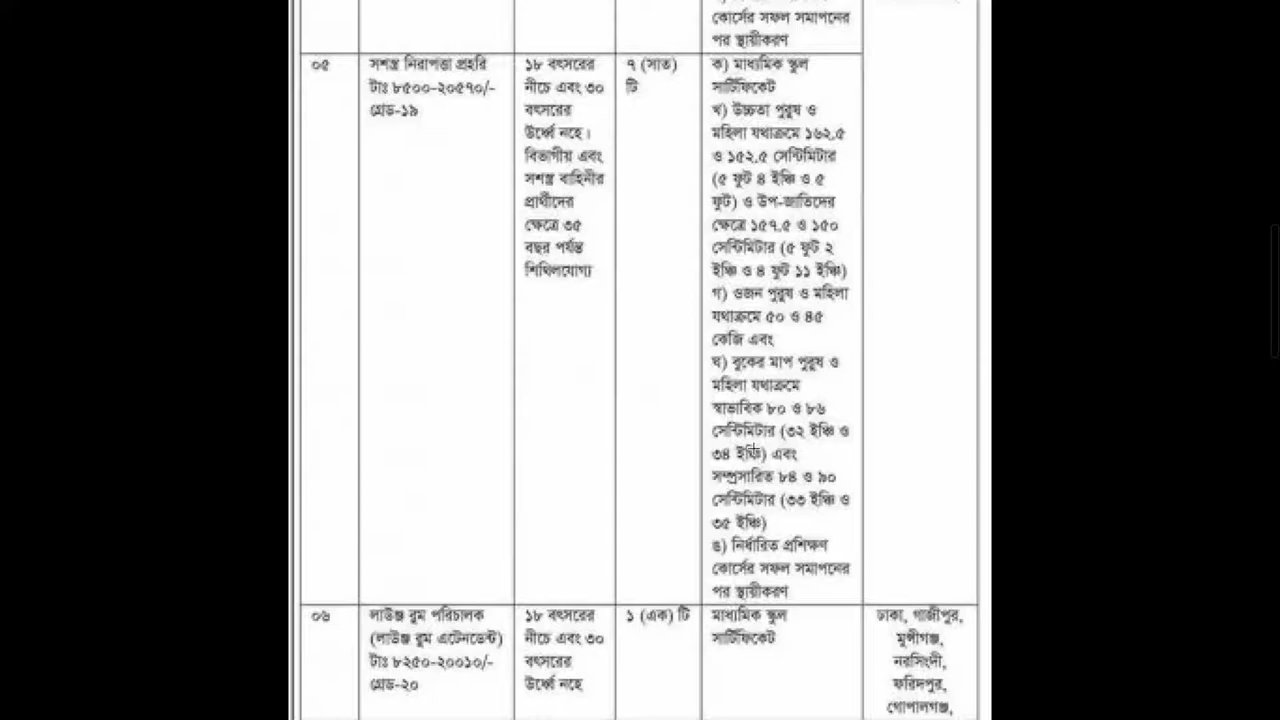 কোর্সের সফল সমাপনের
পর স্থায়ীকরণ
০৫
সশস্ত্র নিরাপত্তা প্রহরি
টাঃ ৮৫০০-২০৫৭০/-
গ্রেড-১৯
১৮ বৎসরের
নীচে এবং ৩০
বৎসরের
উর্ধ্বে নহে।
বিভাগীয় এবং
সশস্ত্র বাহিনীর
প্রার্থীদের
ক্ষেত্রে ৩৫
বছর পর্যন্ত
শিথিলযোগ্য
৭ (সাত)
টি
ক) মাধ্যমিক স্কুল
সার্টিফিকেট
খ) উচ্চতা পুরুষ ও
মহিলা যথাক্রমে ১৬২.৫
ও ১৫২.৫ সেন্টিমিটার
(৫ ফুট ৪ ইঞ্চি ও ৫
ফুট) ও উপ-জাতিদের
ক্ষেত্রে ১৫৭.৫ ও ১৫০
সেন্টিমিটার (৫ ফুট ২
ইঞ্চি ও ৪ ফুট ১১ ইঞ্চি)
গ) ওজন পুরুষ ও মহিলা
যথাক্রমে ৫০ ও ৪৫
কেজি এবং
ঘ) বুকের মাপ পুরুষ ও
মহিলা যথাক্রমে
স্বাভাবিক ৮০ ও ৮৬
সেন্টিমিটার (৩২ ইঞ্চি ও
৩৪ ইঞ্চি) এবং
সম্প্রসারিত ৮৪ ও ৯০
সেন্টিমিটার (৩৩ ইঞ্চি ও
৩৫ ইঞ্চি)
ঙ) নির্ধারিত প্রশিক্ষণ
কোর্সের সফল সমাপনের
পর স্থায়ীকরণ
০৬
লাউঞ্জ রুম পরিচালক
(লাউঞ্জ রুম এটেনডেন্ট)
টাঃ ৮২৫০-২০০১০/-
গ্রেড-২০
১৮ বৎসরের
নীচে এবং ৩০
বৎসরের
উর্ধ্বে নহে
১ (এক) টি
মাধ্যমিক স্কুল
সার্টিফিকেট
ঢাকা, গাজীপুর,
মুন্সীগঞ্জ,
নরসিংদী,
ফরিদপুর,
গোপালগঞ্জ,